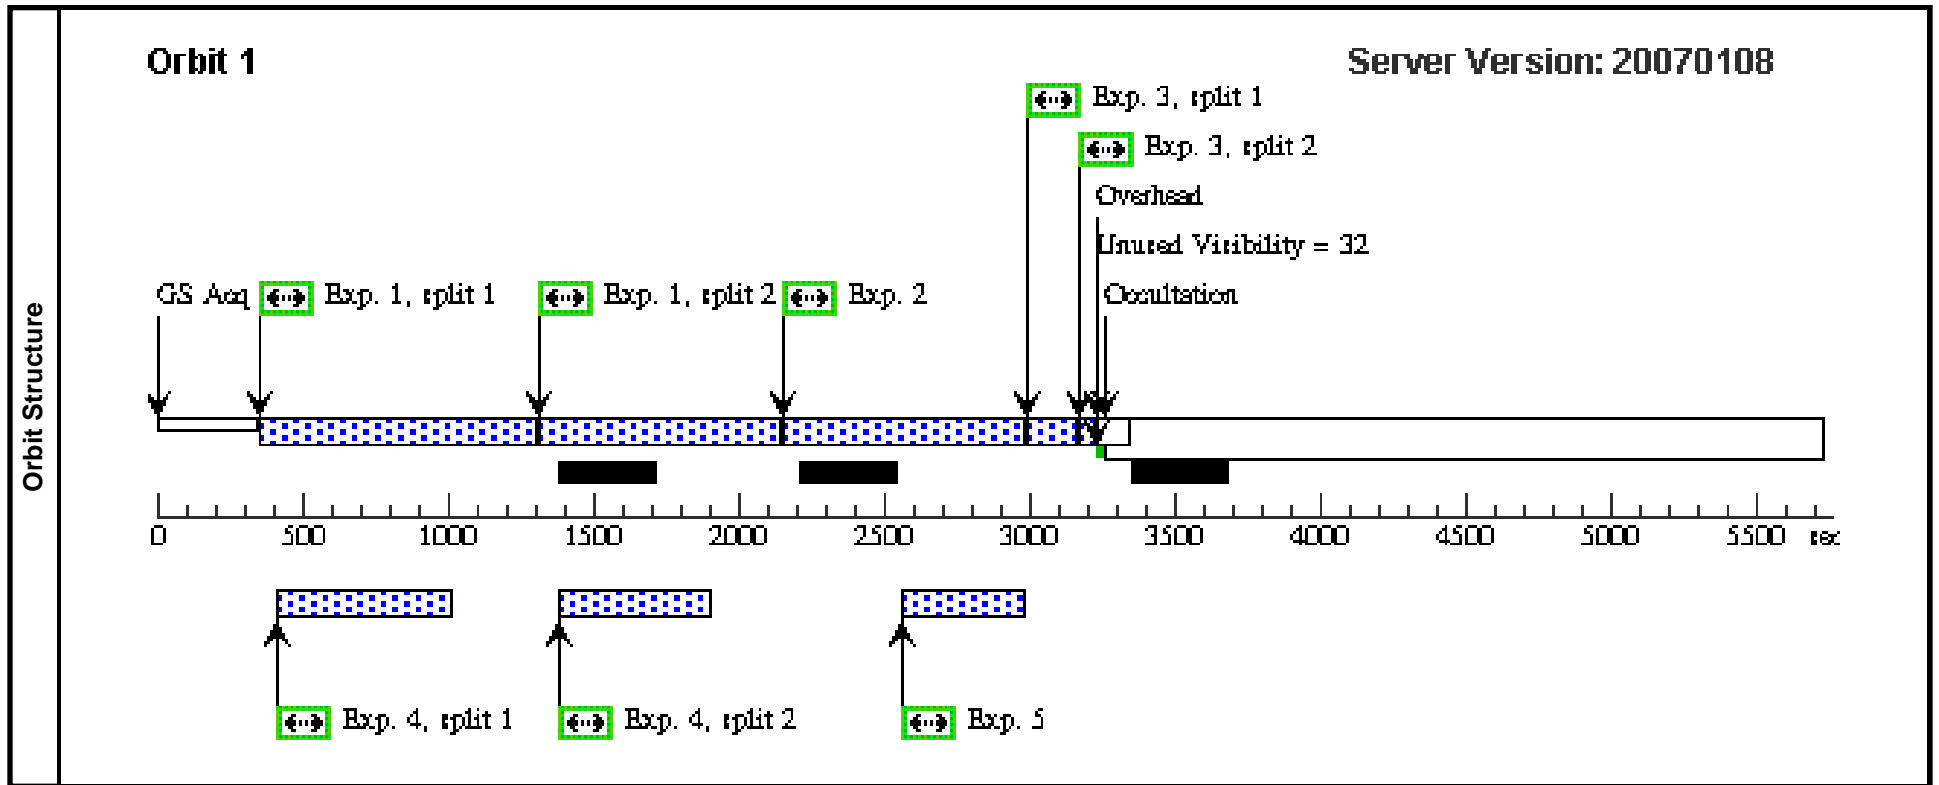 Orbit Structure
Orbit 1
Server Version: 20070108
Exp. 3, split 1
Exp. 3, split 2
Overhead
Unused Visibility = 32
GS Acq
Exp. 1, split 1
Exp. 1, split 2
Exp. 2
Occultation
0 500 1000 1500 2000 2500 3000 3500 4000 4500 5000 5500 sec
Exp. 4, split 1
Exp. 4, split 2
Exp. 5